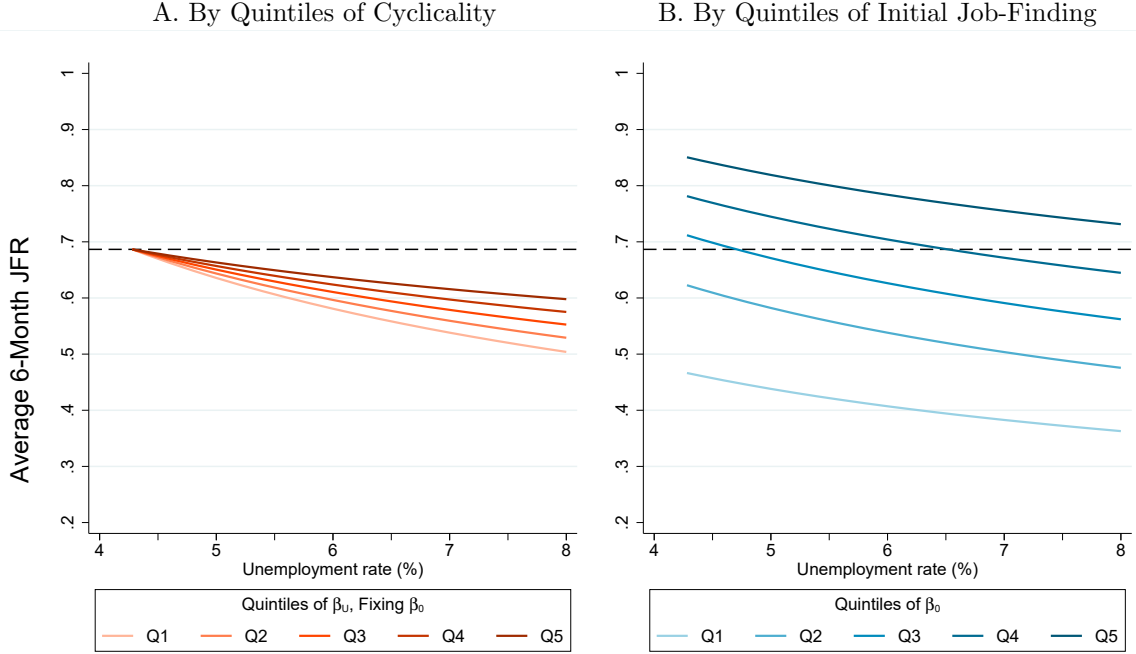 A. By Quintiles of Cyclicality
B. By Quintiles of Initial Job-Finding
Average 6-Month JFR
1
.9
.8
.7
.6
.5
.4
.3
.2
4 5 6 7 8
Unemployment rate (%)
Quintiles of βU, Fixing β0
Q1 Q2 Q3 Q4 Q5
1
.9
.8
.7
.6
.5
.4
.3
.2
4 5 6 7 8
Unemployment rate (%)
Quintiles of β0
Q1 Q2 Q3 Q4 Q5